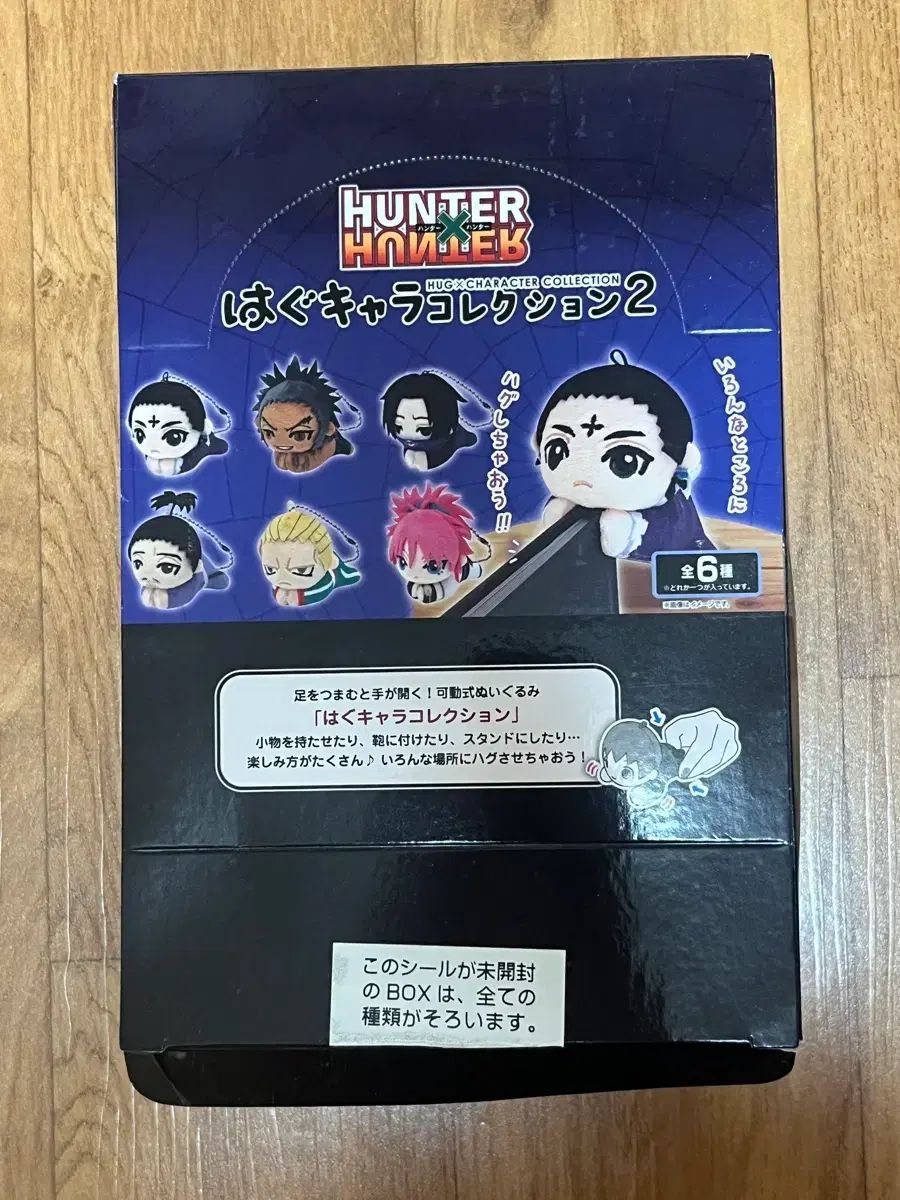 HUNTER
ハンター×ハンター
HUNTER
HUG×CHARACTER COLLECTION
はぐキャラコレクション2
ハグしちゃおう!!
いろんなところに
全6種
※どれか一つが入っています。
※画像はイメージです。
足をつまむと手が開く!可動式ぬいぐるみ
「はぐキャラコレクション」
小物を持たせたり、鞄に付けたり、スタンドにしたり…
楽しみ方がたくさん♪ いろんな場所にハグさせちゃおう!
このシールが未開封
のBOXは、全ての
種類がそろいます。